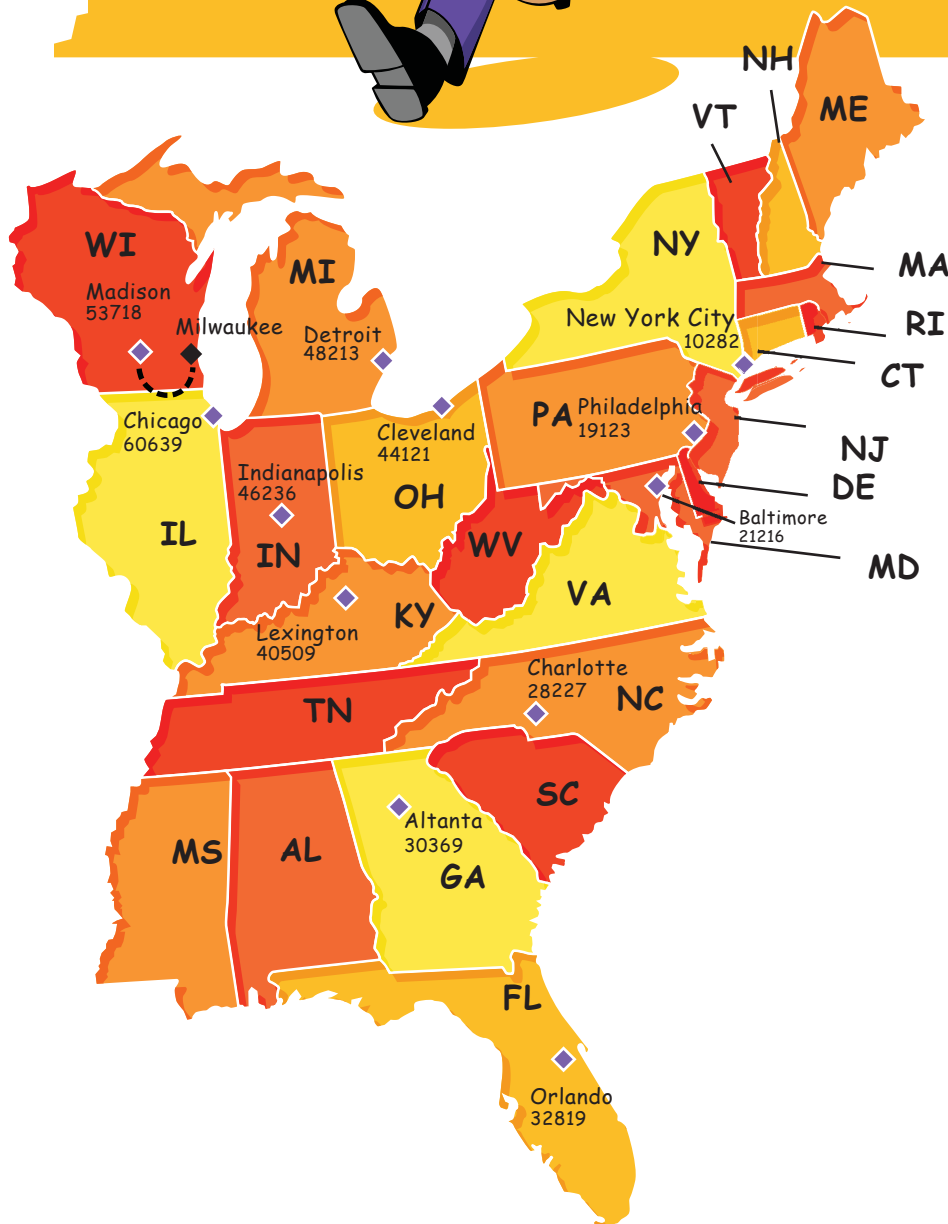 NH
ME
VT
NY
WI
MI
MA
Madison
53718
Milwaukee
New York City
10282
RI
Detroit
48213
CT
Chicago
60639
PA
Philadelphia
19123
Cleveland
44121
NJ
Indianapolis
46236
OH
DE
IL
IN
WV
Baltimore
21216
MD
VA
KY
Lexington
40509
Charlotte
28227
NC
TN
SC
Altanta
30369
MS
AL
GA
FL
Orlando
32819